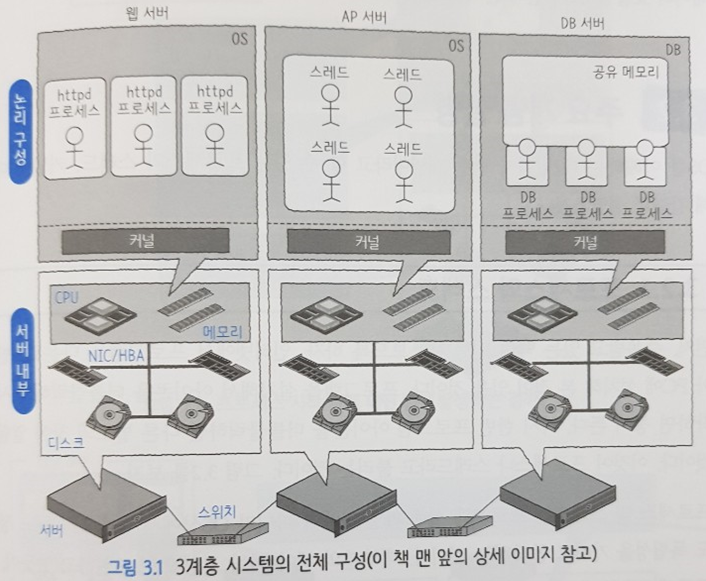 웹 서버
AP 서버
DB 서버
논리 구성
OS
httpd
프로세스
httpd
프로세스
httpd
프로세스
커널
OS
스레드
스레드
스레드
스레드
커널
DB
공유 메모리
DB
프로세스
DB
프로세스
DB
프로세스
커널
서버 내부
CPU
메모리
NIC/HBA
디스크
서버
스위치
그림 3.1 3계층 시스템의 전체 구성(이 책 맨 앞의 상세 이미지 참고)